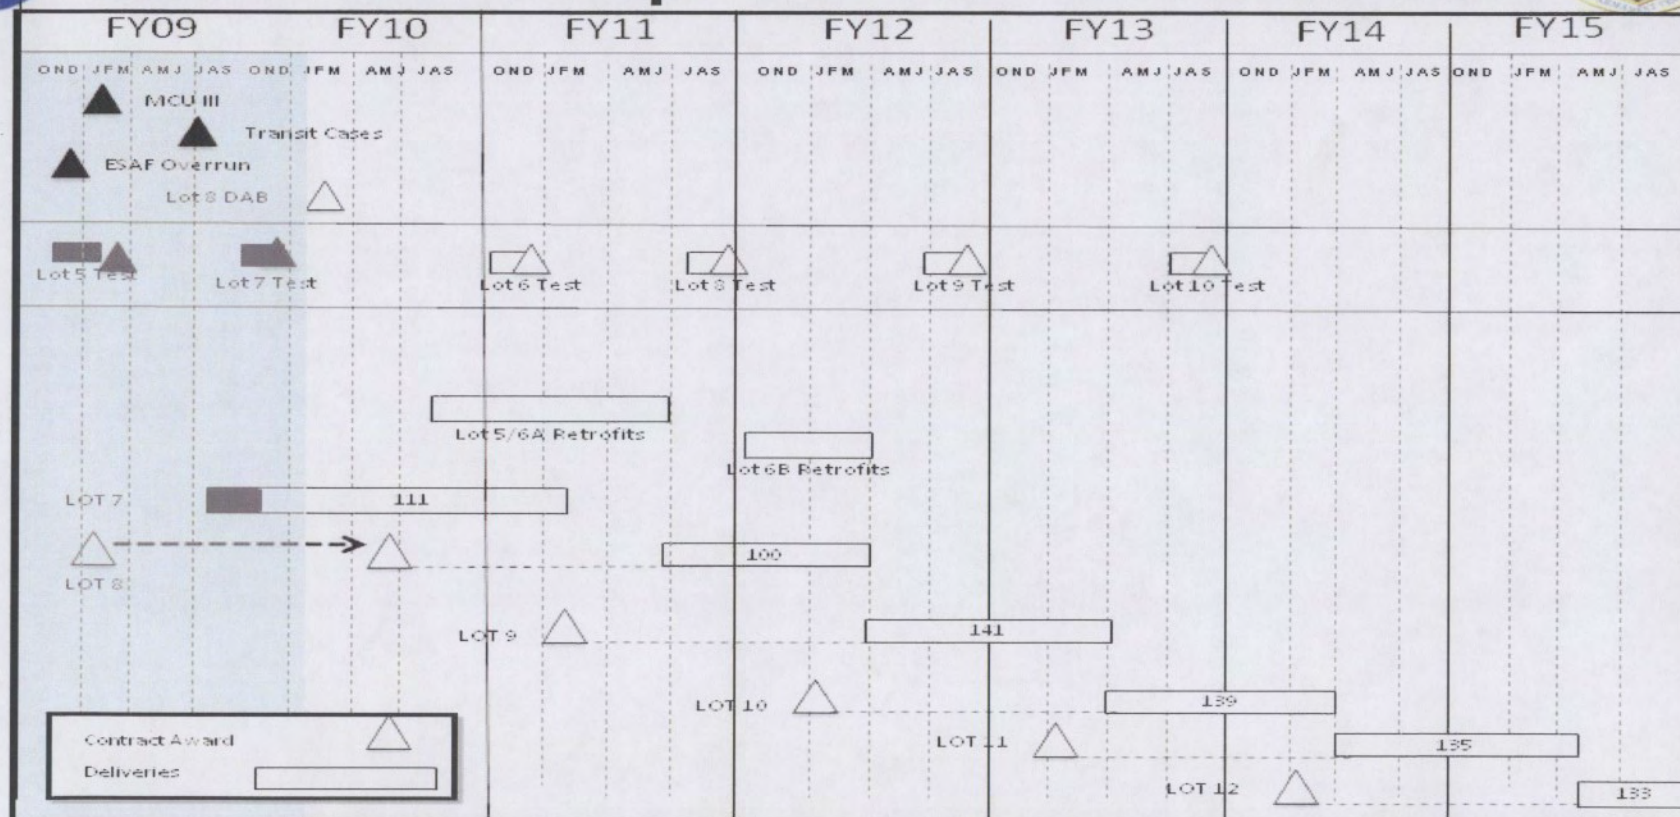 FY09 FY10 FY11 FY12 FY13 FY14 FY15
OND JFM AMJ JAS OND JFM AMJ JAS OND JFM AMJ JAS OND JFM AMJ JAS OND JFM AMJ JAS OND JFM AMJ JAS OND JFM AMJ JAS
MCU III
Transit Cases
ESAF Overrun
Lot 8 DAB
Lot 5 Test
Lot 7 Test
Lot 6 Test
Lot 8 Test
Lot 9 Test
Lot 10 Test
Lot 5/6A Retrofits
Lot 6B Retrofits
LOT 7
111
LOT 8
100
LOT 9
141
LOT 10
139
LOT 11
135
LOT 12
133
Contract Award
Deliveries